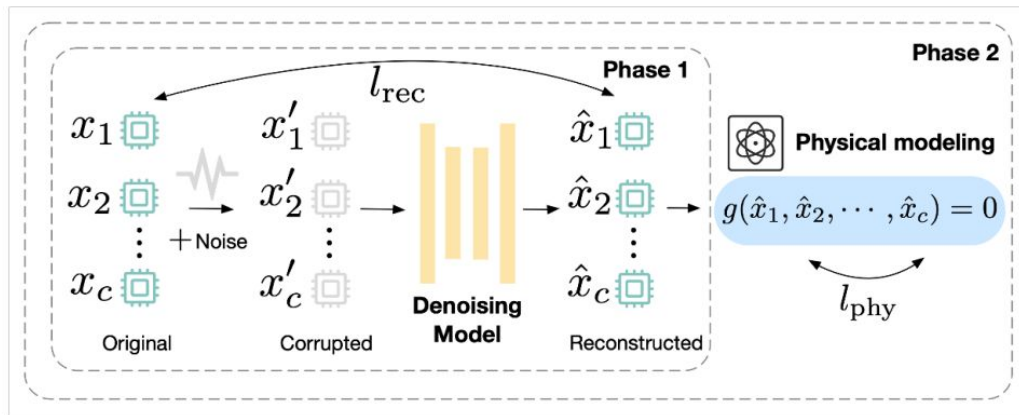 Phase 2
Phase 1
l_rec
x_1 x'_1 x̂_1
Physical modeling
x_2 x'_2 x̂_2
g(x̂_1, x̂_2, ⋯ , x̂_c) = 0
+Noise
x_c x'_c x̂_c
l_phy
Denoising
Model
Original Corrupted Reconstructed